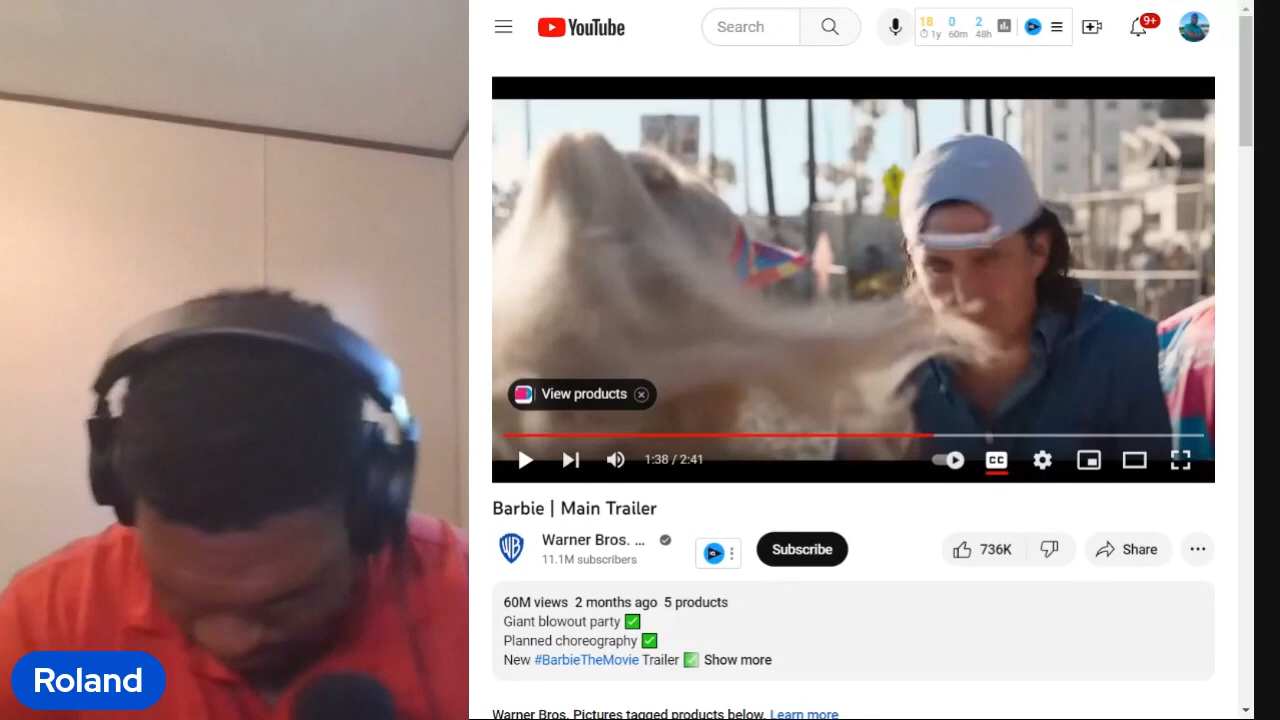 YouTube
Search
18 0 2
1y 60m 48h
9+
View products
1:38 / 2:41
CC
Barbie | Main Trailer
Warner Bros. ...
11.1M subscribers
Subscribe
736K
Share
60M views 2 months ago 5 products
Giant blowout party ✅
Planned choreography ✅
New #BarbieTheMovie Trailer ✅ Show more
Warner Bros. Pictures tagged products below. Learn more
Roland